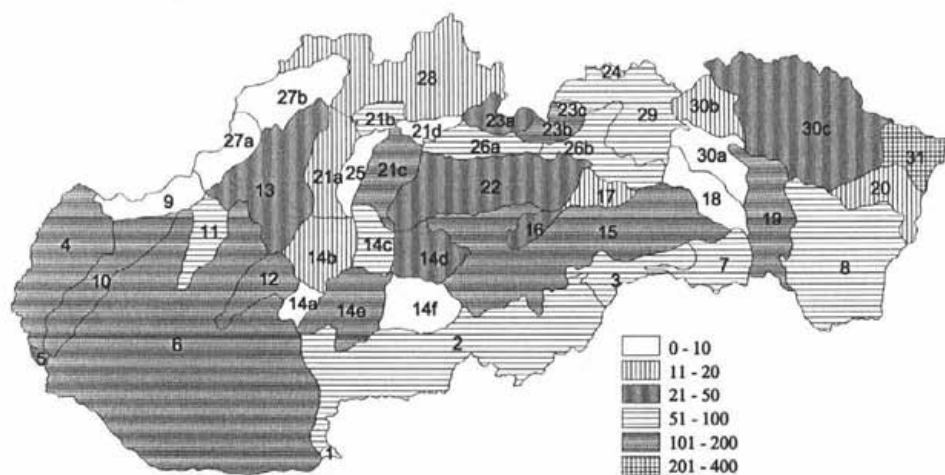 24
28
27b
30b
23c
21b
23a
29
30c
21d
23b
27a
26a
26b
31
30a
25
21c
21a
22
20
13
17
9
18
16
19
11
15
4
14c
14b
14d
7
8
10
12
3
14a
14e
14f
6
2
5
1
0 - 10
11 - 20
21 - 50
51 - 100
101 - 200
201 - 400